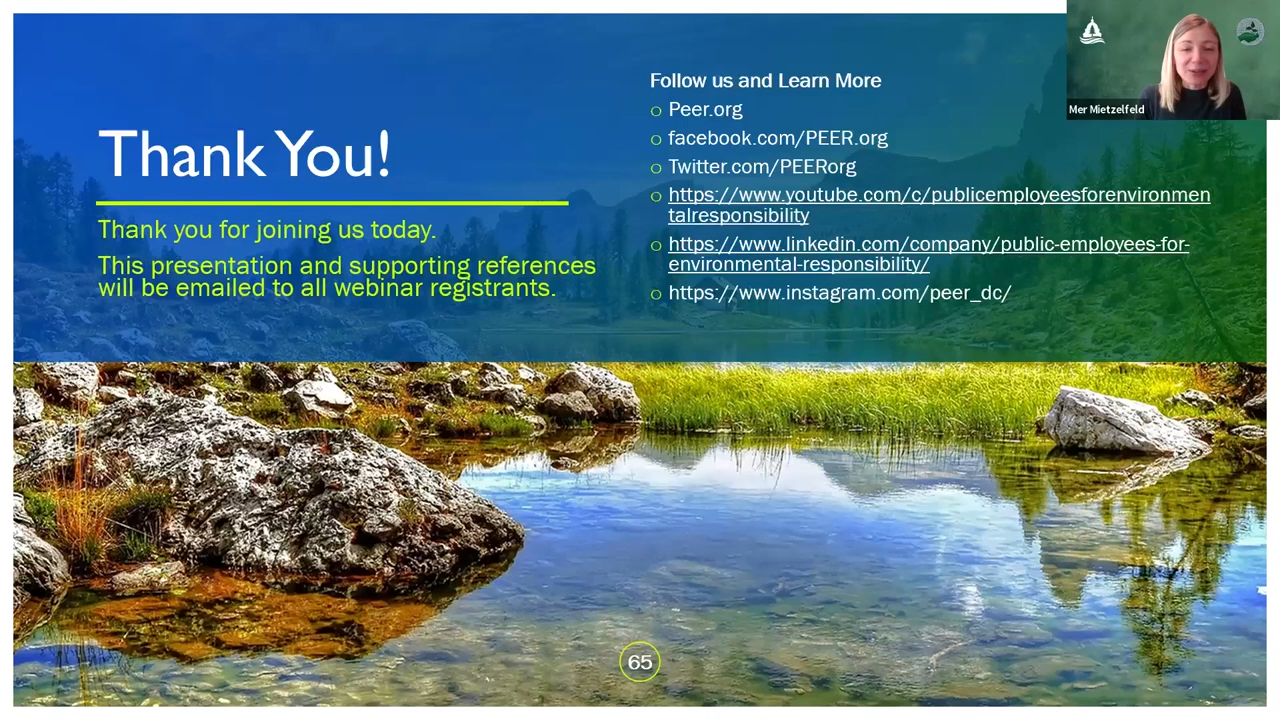 Thank You!
Thank you for joining us today.
This presentation and supporting references
will be emailed to all webinar registrants.
Follow us and Learn More
Peer.org
facebook.com/PEER.org
Twitter.com/PEERorg
https://www.youtube.com/c/publicemployeesforenvironmen
talresponsibility
https://www.linkedin.com/company/public-employees-for-
environmental-responsibility/
https://www.instagram.com/peer_dc/
Mer Mietzelfeld
65